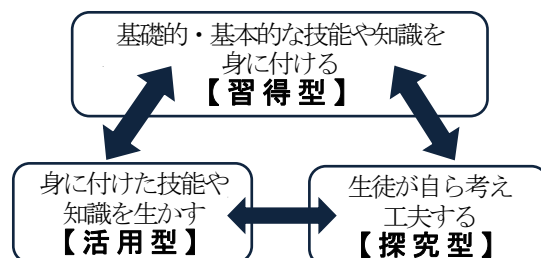 基礎的・基本的な技能や知識を
身に付ける
【習得型】
身に付けた技能や
知識を生かす
【活用型】
生徒が自ら考え
工夫する
【探究型】